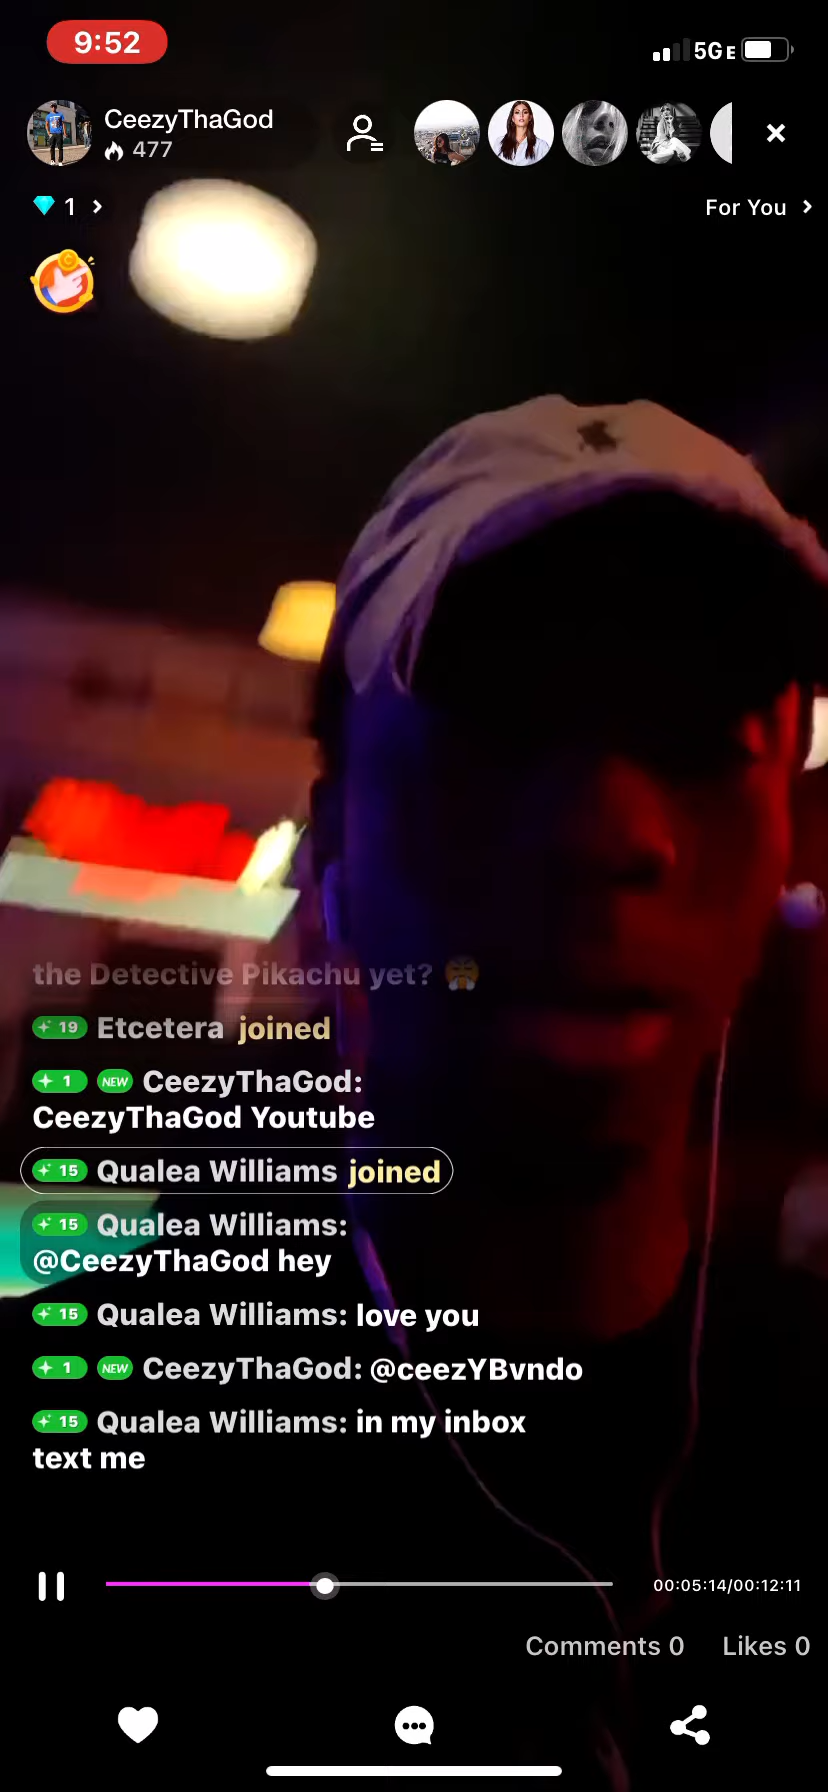 9:52
5GE
CeezyThaGod
477
1
For You
the Detective Pikachu yet? 😤
19 Etcetera joined
1 NEW CeezyThaGod:
CeezyThaGod Youtube
15 Qualea Williams joined
15 Qualea Williams:
@CeezyThaGod hey
15 Qualea Williams: love you
1 NEW CeezyThaGod: @ceezYBvndo
15 Qualea Williams: in my inbox
text me
00:05:14/00:12:11
Comments 0 Likes 0